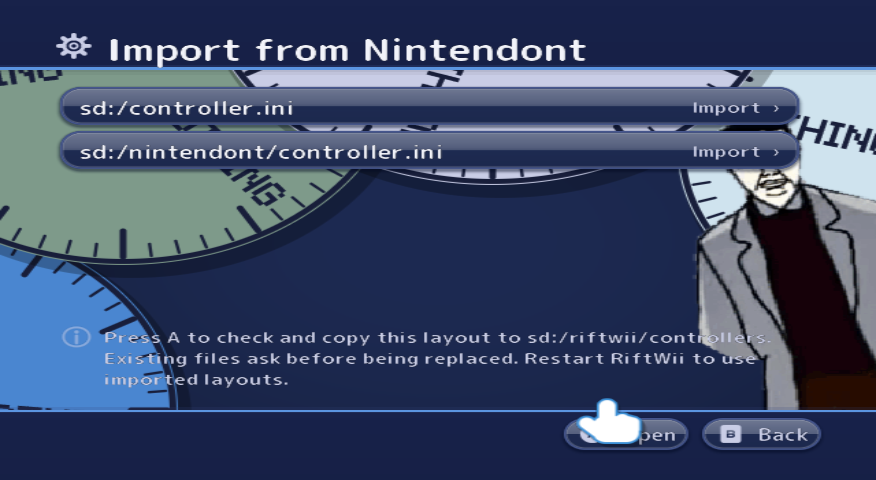 Import from Nintendont
sd:/controller.ini Import ›
sd:/nintendont/controller.ini Import ›
Press A to check and copy this layout to sd:/riftwii/controllers.
Existing files ask before being replaced. Restart RiftWii to use
imported layouts.
B Back